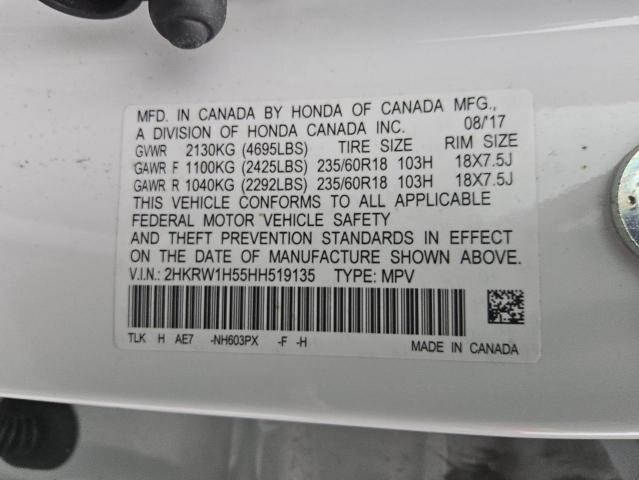 MFD. IN CANADA BY HONDA OF CANADA MFG.,
A DIVISION OF HONDA CANADA INC. 08/'17
GVWR 2130KG (4695LBS) TIRE SIZE RIM SIZE
GAWR F 1100KG (2425LBS) 235/60R18 103H 18X7.5J
GAWR R 1040KG (2292LBS) 235/60R18 103H 18X7.5J
THIS VEHICLE CONFORMS TO ALL APPLICABLE
FEDERAL MOTOR VEHICLE SAFETY
AND THEFT PREVENTION STANDARDS IN EFFECT
ON THE DATE OF MANUFACTURE SHOWN ABOVE.
V.I.N.: 2HKRW1H55HH519135 TYPE: MPV
TLK H AE7 -NH603PX -F -H MADE IN CANADA